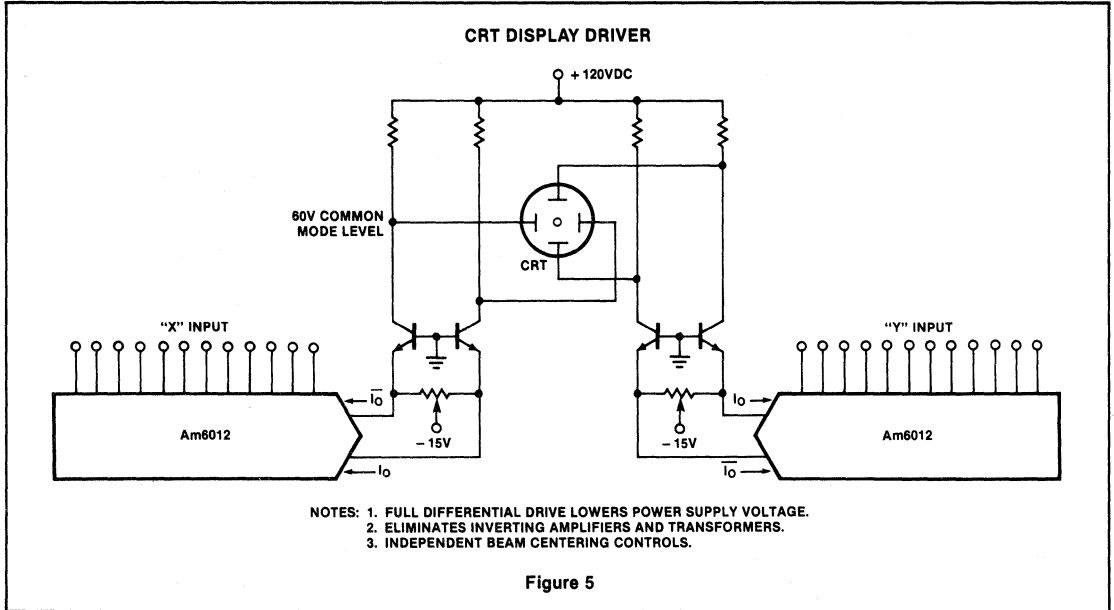 CRT DISPLAY DRIVER
+ 120VDC
60V COMMON
MODE LEVEL
CRT
"X" INPUT
"Y" INPUT
I̅O̅
IO
Am6012
– 15V
– 15V
Am6012
IO
I̅O̅
NOTES: 1. FULL DIFFERENTIAL DRIVE LOWERS POWER SUPPLY VOLTAGE.
2. ELIMINATES INVERTING AMPLIFIERS AND TRANSFORMERS.
3. INDEPENDENT BEAM CENTERING CONTROLS.
Figure 5